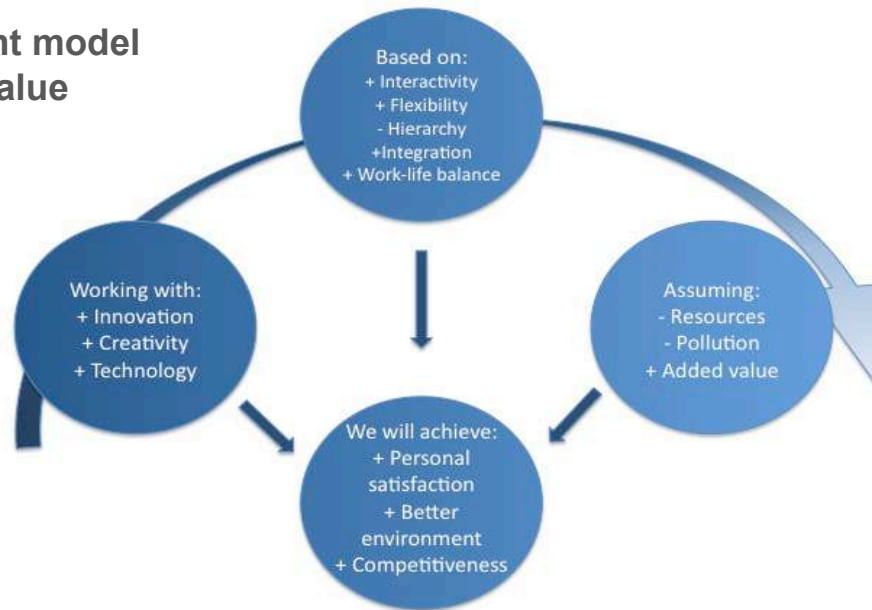 nt model
alue
Based on:
+ Interactivity
+ Flexibility
- Hierarchy
+Integration
+ Work-life balance
Working with:
+ Innovation
+ Creativity
+ Technology
Assuming:
- Resources
- Pollution
+ Added value
We will achieve:
+ Personal
satisfaction
+ Better
environment
+ Competitiveness